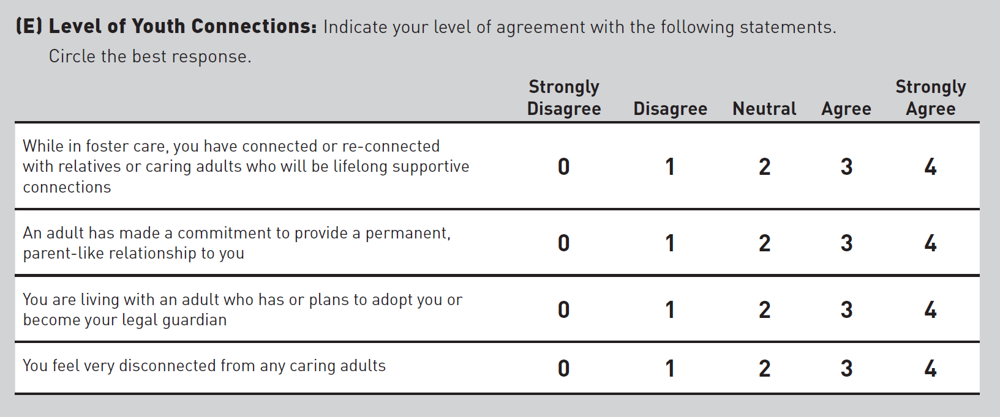 (E) Level of Youth Connections: Indicate your level of agreement with the following statements.
Circle the best response.
Strongly Disagree Disagree Neutral Agree Strongly Agree
While in foster care, you have connected or re-connected
with relatives or caring adults who will be lifelong supportive
connections
0 1 2 3 4
An adult has made a commitment to provide a permanent,
parent-like relationship to you
0 1 2 3 4
You are living with an adult who has or plans to adopt you or
become your legal guardian
0 1 2 3 4
You feel very disconnected from any caring adults
0 1 2 3 4